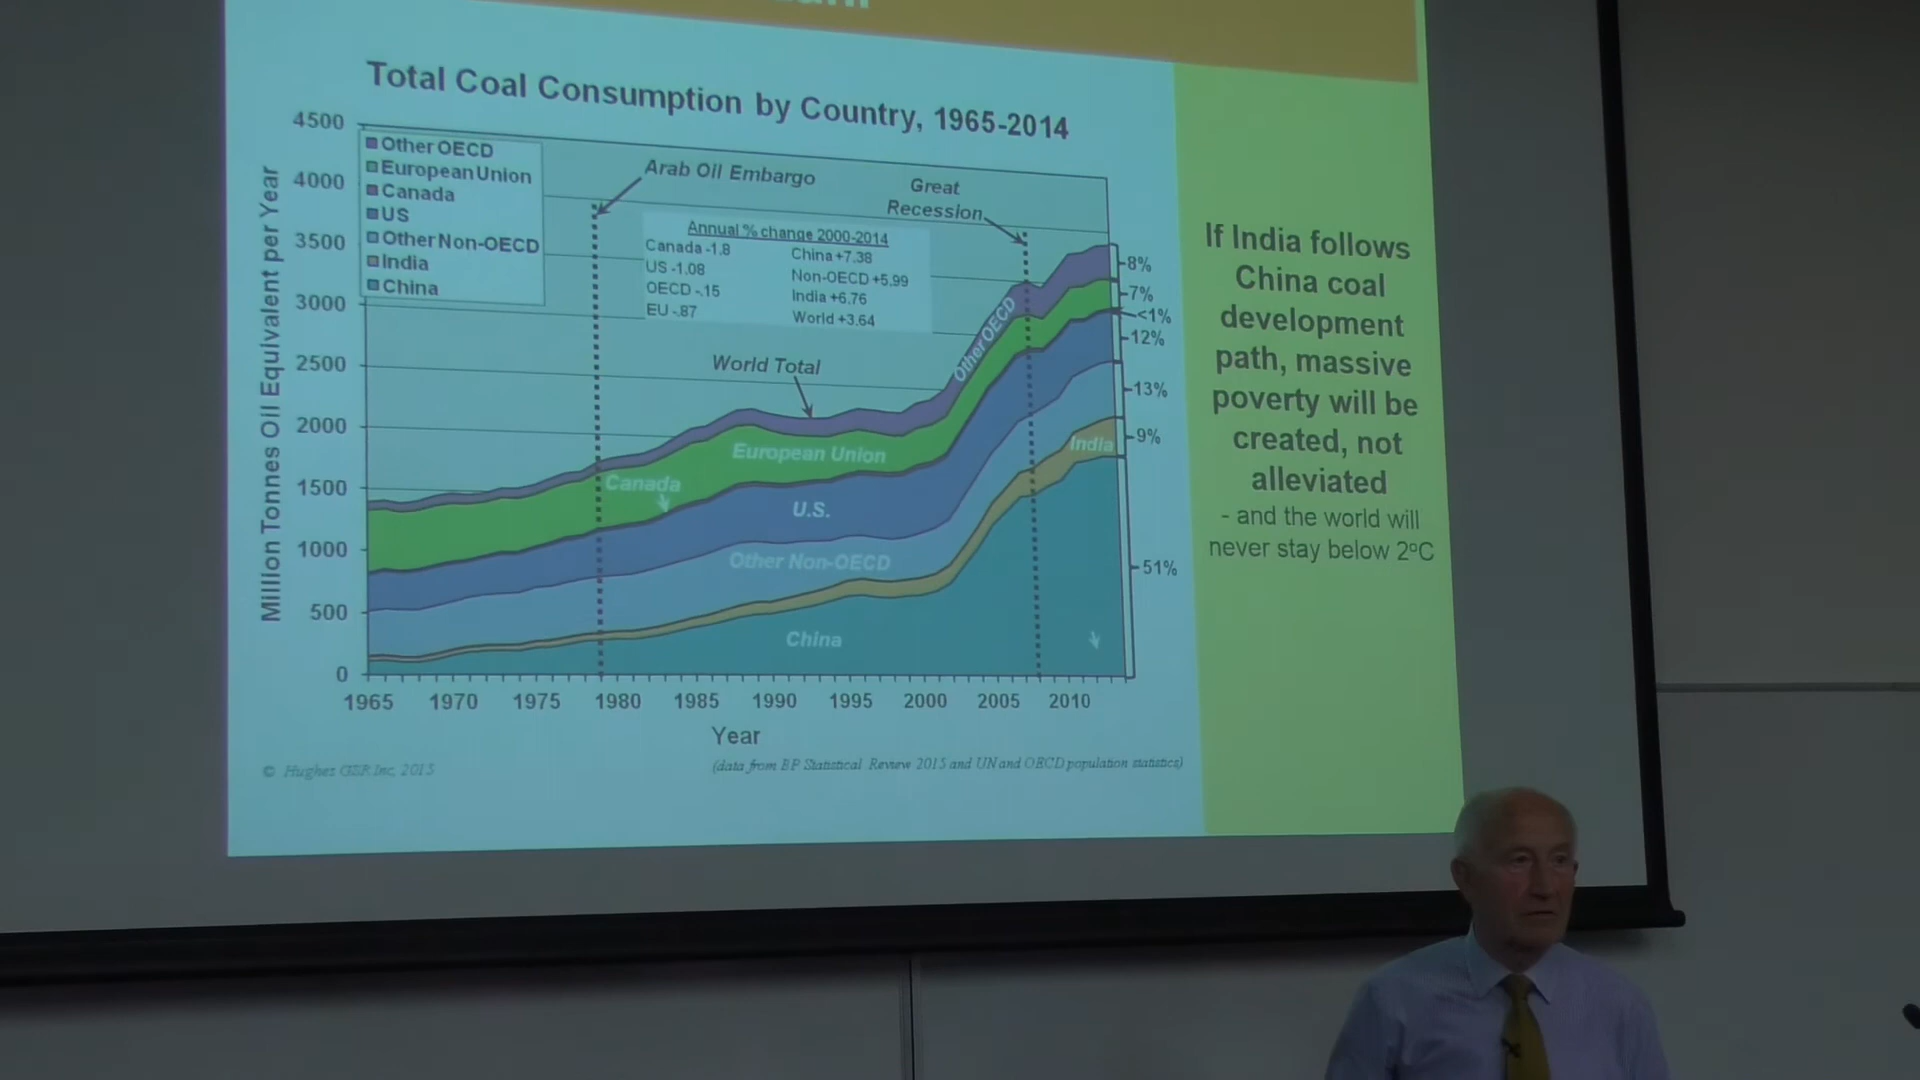 Total Coal Consumption by Country, 1965-2014
4500
4000
3500
3000
2500
2000
1500
1000
500
0
Million Tonnes Oil Equivalent per Year
Other OECD
European Union
Canada
US
Other Non-OECD
India
China
Arab Oil Embargo
Great
Recession
Annual % change 2000-2014
Canada -1.8
US -1.08
OECD -.15
EU -.87
China +7.38
Non-OECD +5.99
India +6.76
World +3.64
World Total
Other OECD
European Union
Canada
U.S.
Other Non-OECD
India
China
8%
7%
<1%
12%
13%
9%
51%
1965 1970 1975 1980 1985 1990 1995 2000 2005 2010
Year
© Hughes GSR Inc, 2015
(data from BP Statistical Review 2015 and UN and OECD population statistics)
If India follows
China coal
development
path, massive
poverty will be
created, not
alleviated
- and the world will
never stay below 2ºC